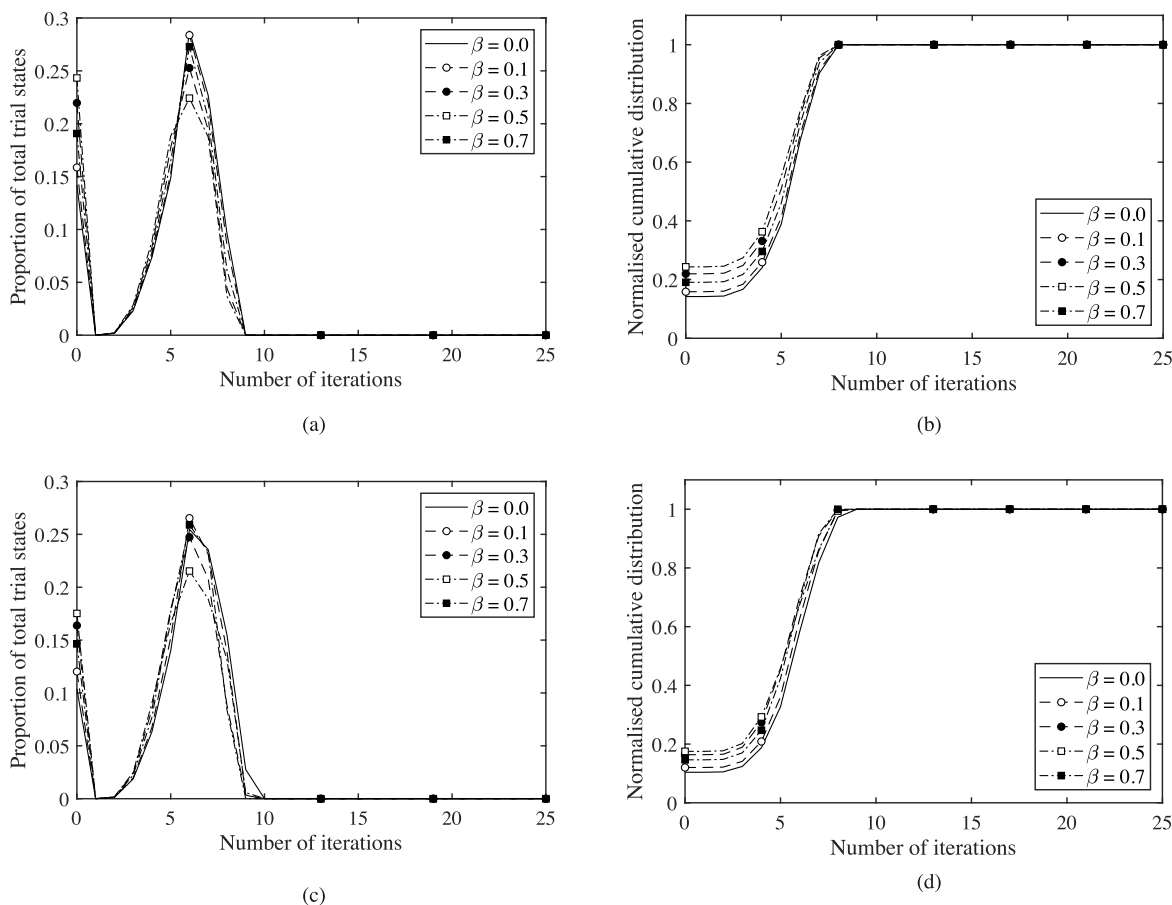 0.3
0.25
0.2
0.15
0.1
0.05
0
Proportion of total trial states
β = 0.0
β = 0.1
β = 0.3
β = 0.5
β = 0.7
0 5 10 15 20 25
Number of iterations
(a)
1
0.8
0.6
0.4
0.2
0
Normalised cumulative distribution
β = 0.0
β = 0.1
β = 0.3
β = 0.5
β = 0.7
0 5 10 15 20 25
Number of iterations
(b)
0.3
0.25
0.2
0.15
0.1
0.05
0
Proportion of total trial states
β = 0.0
β = 0.1
β = 0.3
β = 0.5
β = 0.7
0 5 10 15 20 25
Number of iterations
(c)
1
0.8
0.6
0.4
0.2
0
Normalised cumulative distribution
β = 0.0
β = 0.1
β = 0.3
β = 0.5
β = 0.7
0 5 10 15 20 25
Number of iterations
(d)